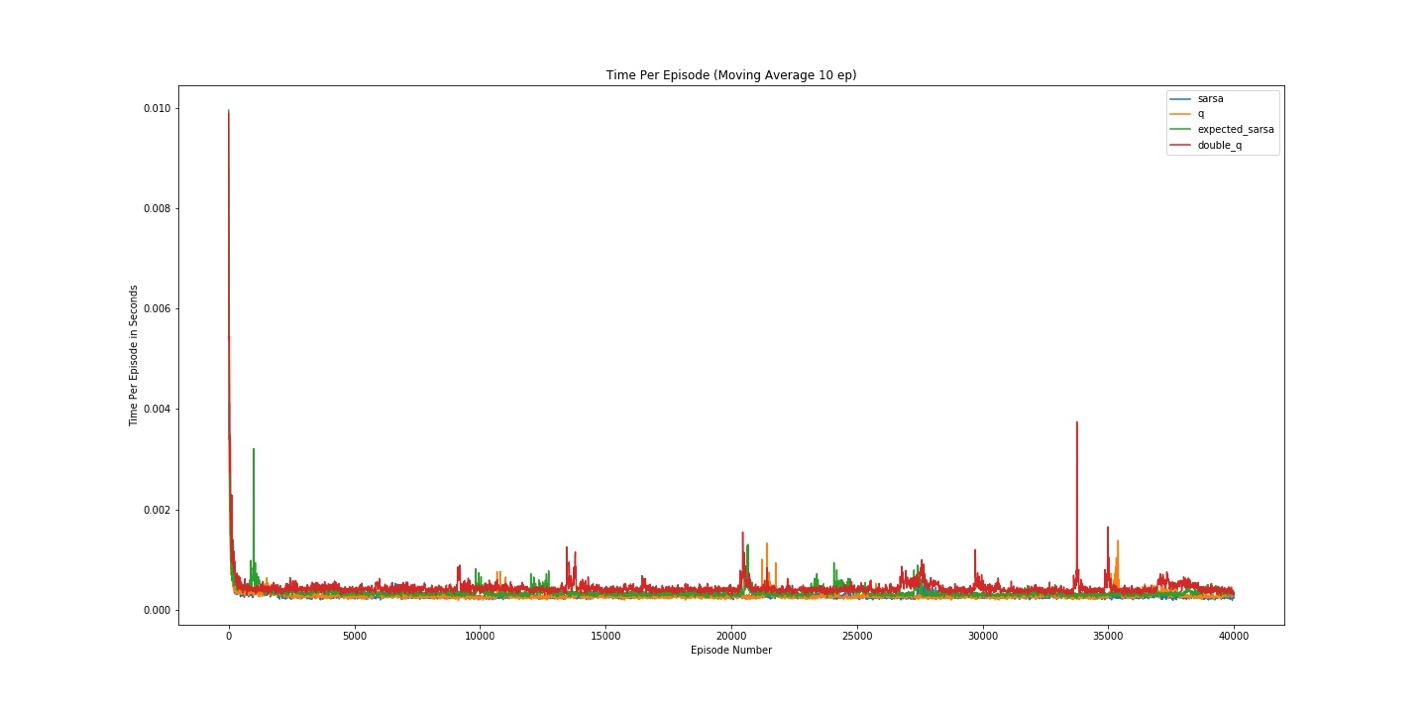 Time Per Episode (Moving Average 10 ep)
sarsa
q
expected_sarsa
double_q
Time Per Episode in Seconds
0.010
0.008
0.006
0.004
0.002
0.000
0 5000 10000 15000 20000 25000 30000 35000 40000
Episode Number